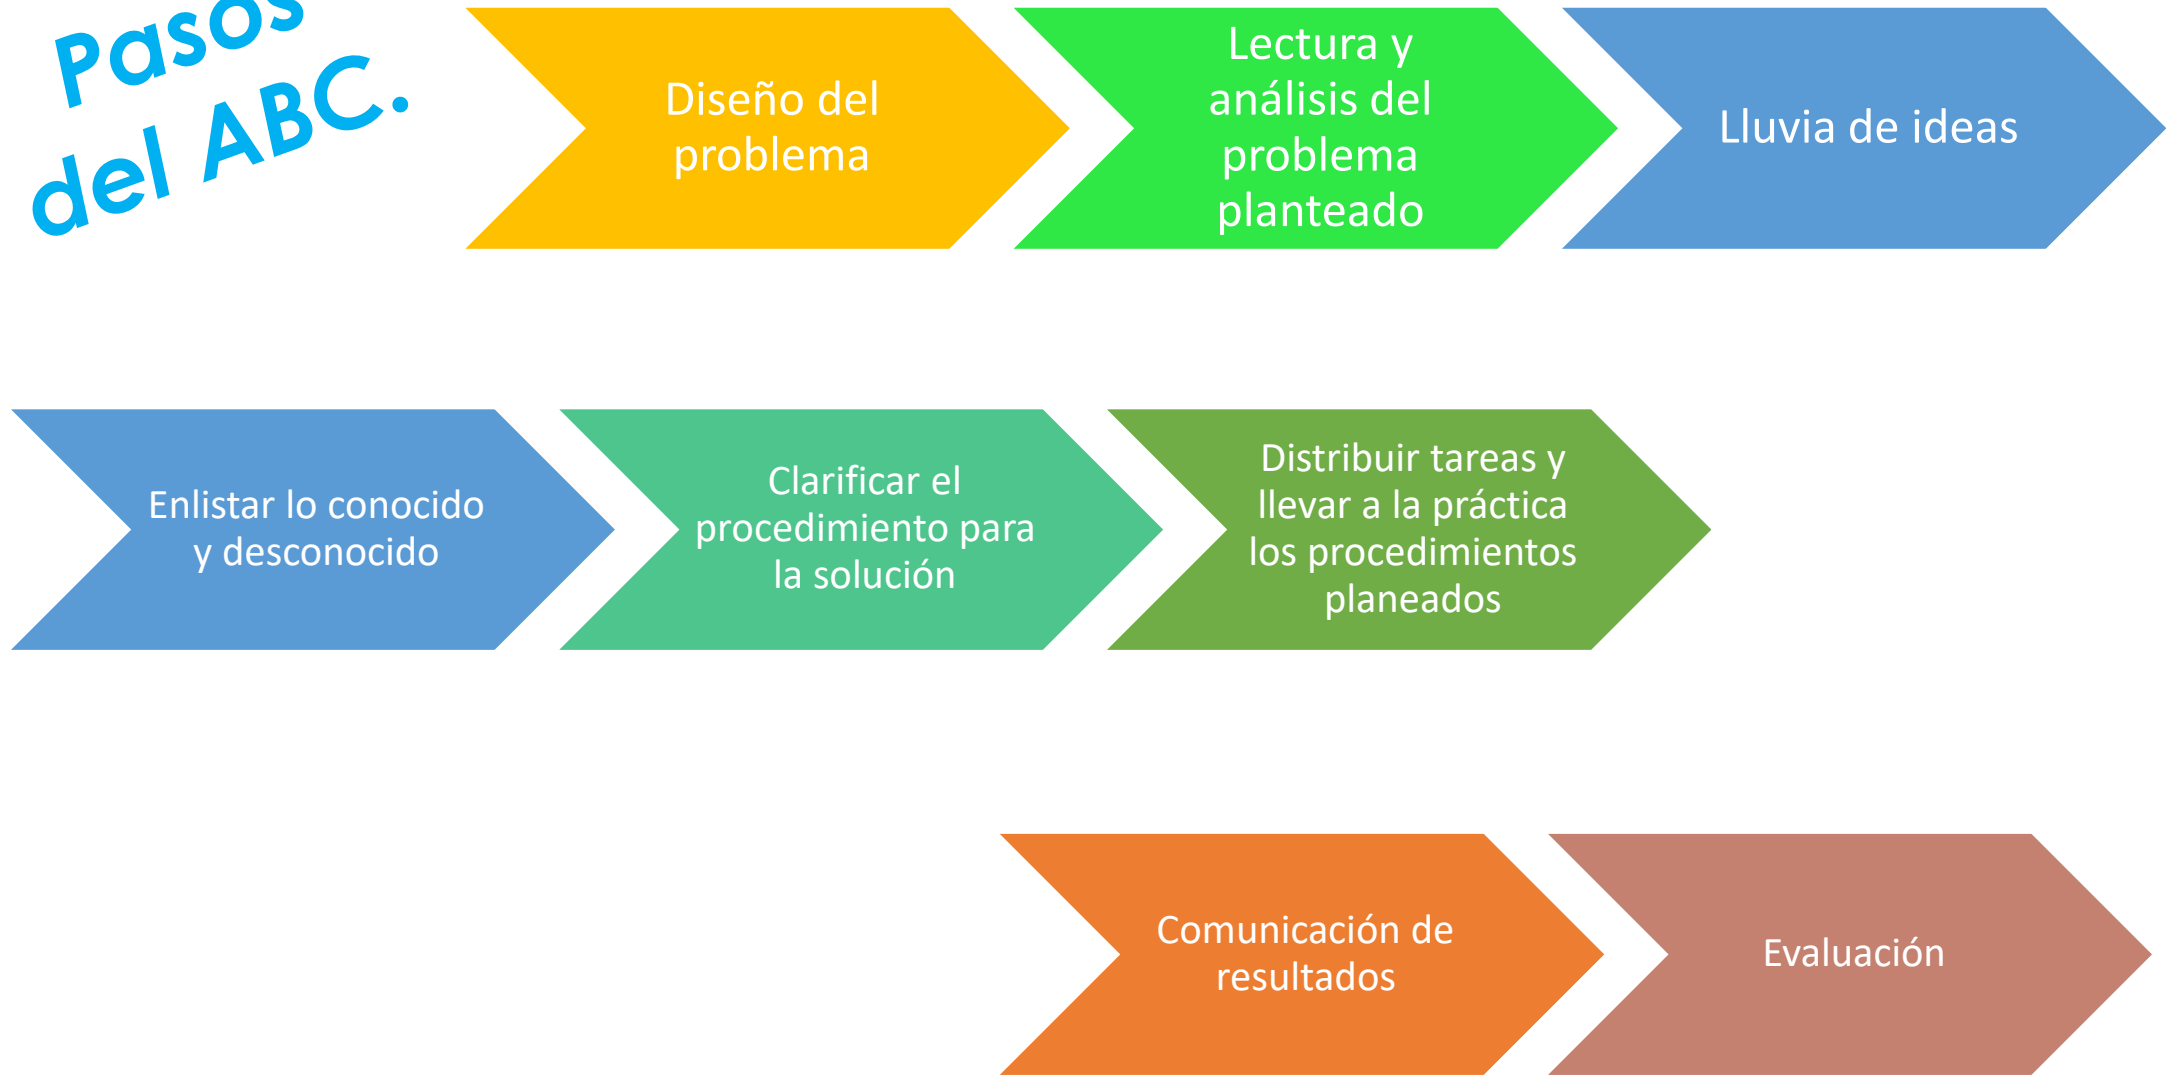 Pasos
del ABC.
Diseño del
problema
Lectura y
análisis del
problema
planteado
Lluvia de ideas
Enlistar lo conocido
y desconocido
Clarificar el
procedimiento para
la solución
Distribuir tareas y
llevar a la práctica
los procedimientos
planeados
Comunicación de
resultados
Evaluación